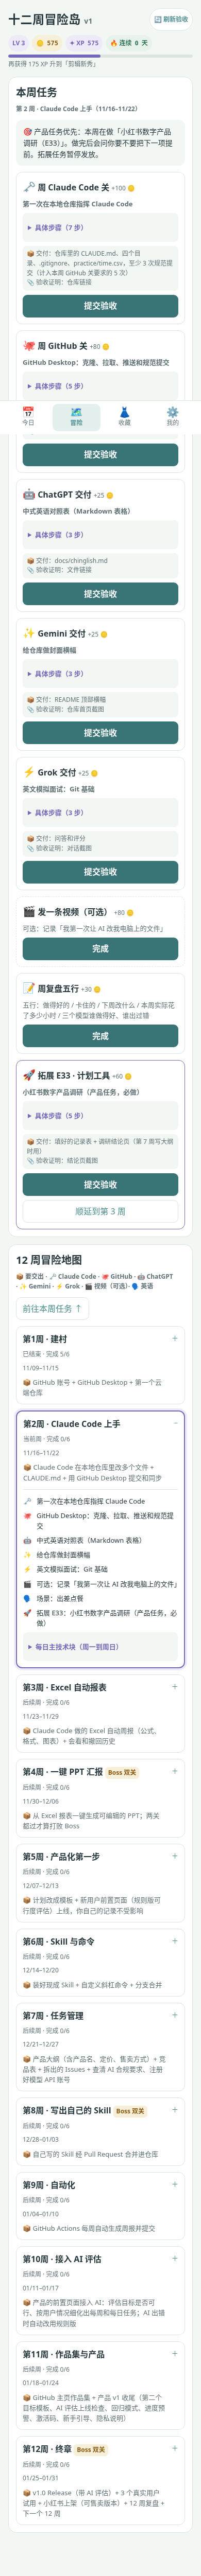 十二周冒险岛 v1
🔄 刷新验收
LV 3
🪙 575
✦ XP 575
🔥 连续 0 天
再获得 175 XP 升到「剪辑新秀」
本周任务
第 2 周 · Claude Code 上手（11/16–11/22）
🎯 产品任务优先：本周在做「小红书数字产品调研（E33）」。做完后会问你要不要把下一项提前。拓展任务暂停发放。
🗝️ 周 Claude Code 关 +100 🪙
第一次在本地仓库指挥 Claude Code
▸ 具体步骤（7 步）
📦 交付：仓库里的 CLAUDE.md、四个目录、.gitignore、practice/time.csv，至少 3 次规范提交（计入本周 GitHub 关要求的 5 次）
📎 验收证明：仓库链接
提交验收
🐙 周 GitHub 关 +80 🪙
GitHub Desktop：克隆、拉取、推送和规范提交
▸ 具体步骤（5 步）
📅
今日
🗺️
冒险
👗
收藏
⚙️
我的
提交验收
🤖 ChatGPT 交付 +25 🪙
中式英语对照表（Markdown 表格）
▸ 具体步骤（3 步）
📦 交付：docs/chinglish.md
📎 验收证明：文件链接
提交验收
✨ Gemini 交付 +25 🪙
给仓库做封面横幅
▸ 具体步骤（3 步）
📦 交付：README 顶部横幅
📎 验收证明：仓库首页截图
提交验收
⚡ Grok 交付 +25 🪙
英文模拟面试：Git 基础
▸ 具体步骤（3 步）
📦 交付：问答和评分
📎 验收证明：对话截图
提交验收
🎬 发一条视频（可选） +80 🪙
可选：记录「我第一次让 AI 改我电脑上的文件」
完成
📝 周复盘五行 +30 🪙
五行：做得好的 / 卡住的 / 下周改什么 / 本周实际花了多少小时 / 三个模型谁做得好、谁出过错
完成
🚀 拓展 E33 · 计划工具 +60 🪙
小红书数字产品调研（产品任务，必做）
▸ 具体步骤（5 步）
📦 交付：填好的记录表 + 调研结论页（第 7 周写大纲时用）
📎 验收证明：结论页截图
提交验收
顺延到第 3 周
12 周冒险地图
📦 要交出 · 🗝️ Claude Code · 🐙 GitHub · 🤖 ChatGPT · ✨ Gemini · ⚡ Grok · 🎬 视频（可选）· 🗣️ 英语
前往本周任务 ↑
第1周 · 建村 +
已结束 · 完成 5/6
11/09–11/15
📦 GitHub 账号 + GitHub Desktop + 第一个云端仓库
第2周 · Claude Code 上手 −
当前周 · 完成 0/6
11/16–11/22
📦 Claude Code 在本地仓库里改多个文件 + CLAUDE.md + 用 GitHub Desktop 提交和同步
🗝️ 第一次在本地仓库指挥 Claude Code
🐙 GitHub Desktop：克隆、拉取、推送和规范提交
🤖 中式英语对照表（Markdown 表格）
✨ 给仓库做封面横幅
⚡ 英文模拟面试：Git 基础
🎬 可选：记录「我第一次让 AI 改我电脑上的文件」
🗣️ 场景：出差点餐
🚀 拓展 E33：小红书数字产品调研（产品任务，必做）
▸ 每日主技术块（周一到周日）
第3周 · Excel 自动报表 +
后续周 · 完成 0/6
11/23–11/29
📦 Claude Code 做的 Excel 自动周报（公式、格式、图表）+ 会看和撤回历史
第4周 · 一键 PPT 汇报 Boss 双关 +
后续周 · 完成 0/6
11/30–12/06
📦 从 Excel 报表一键生成可编辑的 PPT；两关都过才算打败 Boss
第5周 · 产品化第一步 +
后续周 · 完成 0/6
12/07–12/13
📦 计划改成模板 + 新用户前置页面（规则版可行度评估）上线，你自己的记录不受影响
第6周 · Skill 与命令 +
后续周 · 完成 0/6
12/14–12/20
📦 装好现成 Skill + 自定义斜杠命令 + 分支合并
第7周 · 任务管理 +
后续周 · 完成 0/6
12/21–12/27
📦 产品大纲（含产品名、定价、售卖方式）+ 竞品表 + 拆出的 Issues + 查清 AI 合规要求、注册好模型 API 账号
第8周 · 写出自己的 Skill Boss 双关 +
后续周 · 完成 0/6
12/28–01/03
📦 自己写的 Skill 经 Pull Request 合并进仓库
第9周 · 自动化 +
后续周 · 完成 0/6
01/04–01/10
📦 GitHub Actions 每周自动生成周报并提交
第10周 · 接入 AI 评估 +
后续周 · 完成 0/6
01/11–01/17
📦 产品的前置页面接入 AI：评估目标是否可行、按用户情况细化出每周和每日任务；AI 出错时自动改用规则版
第11周 · 作品集与产品 +
后续周 · 完成 0/6
01/18–01/24
📦 GitHub 主页作品集 + 产品 v1 收尾（第二个目标模板、AI 评估上线检查、回归模式、进度预警、激活码、新手引导、隐私说明）
第12周 · 终章 Boss 双关 +
后续周 · 完成 0/6
01/25–01/31
📦 v1.0 Release（带 AI 评估）+ 3 个真实用户试用 + 小红书上架（可售卖版本）+ 12 周复盘 + 下一个 12 周